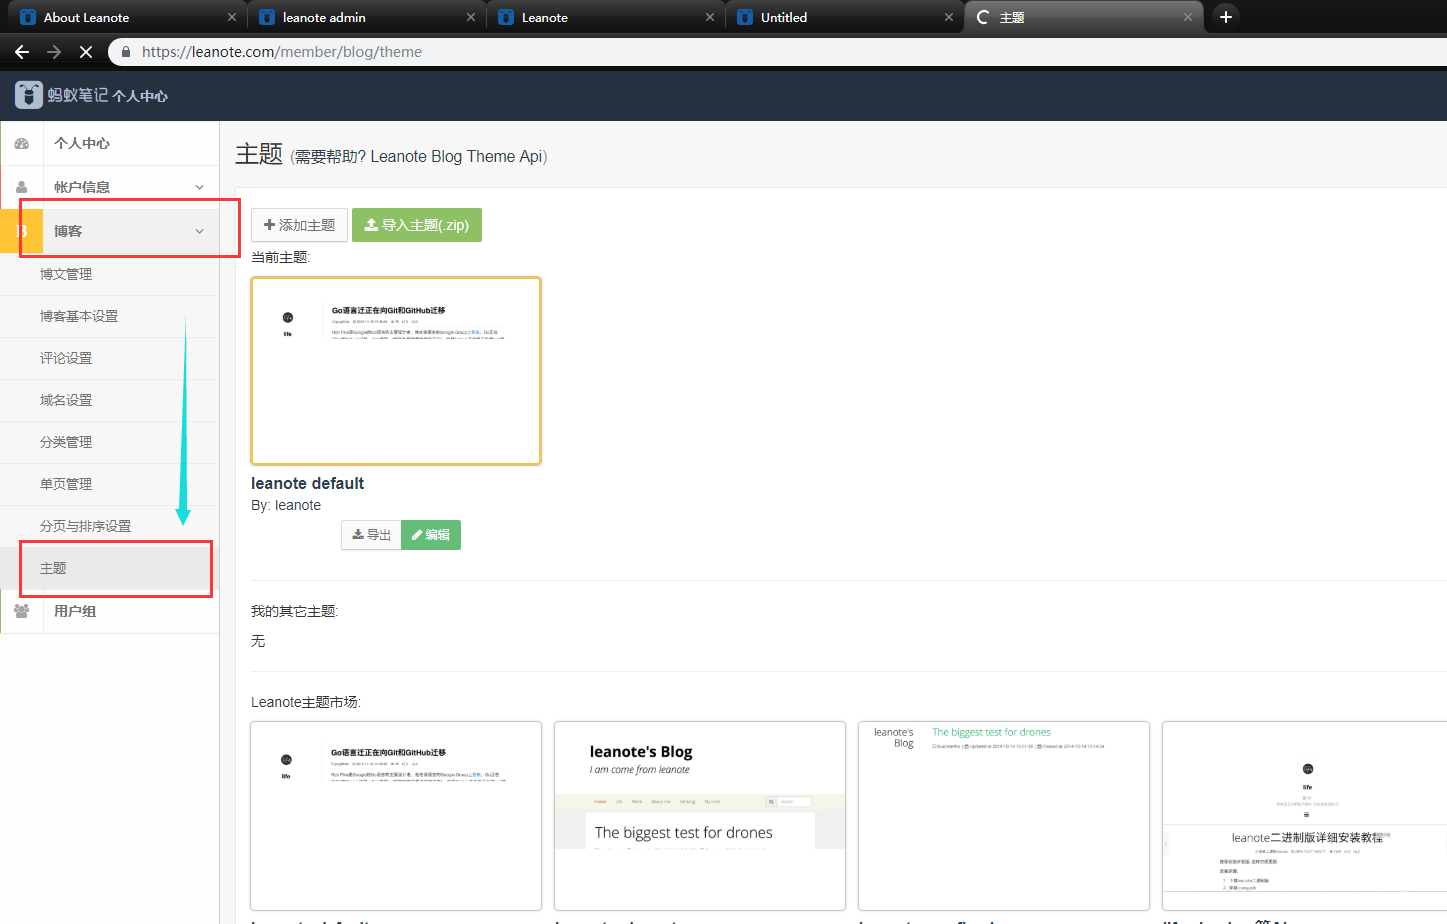 About Leanote
leanote admin
Leanote
Untitled
主题
https://leanote.com/member/blog/theme
蚂蚁笔记 个人中心
个人中心
帐户信息
B 博客
博文管理
博客基本设置
评论设置
域名设置
分类管理
单页管理
分页与排序设置
主题
用户组
主题 (需要帮助? Leanote Blog Theme Api)
添加主题
导入主题(.zip)
当前主题:
Go语言迁正在向Git和GitHub迁移
life
leanote default
By: leanote
导出
编辑
我的其它主题:
无
Leanote主题市场:
Go语言迁正在向Git和GitHub迁移
life
leanote's Blog
I am come from leanote
Home Life Work About me
The biggest test for drones
leanote's
Blog
The biggest test for drones
life
leanote二进制版详细安装教程